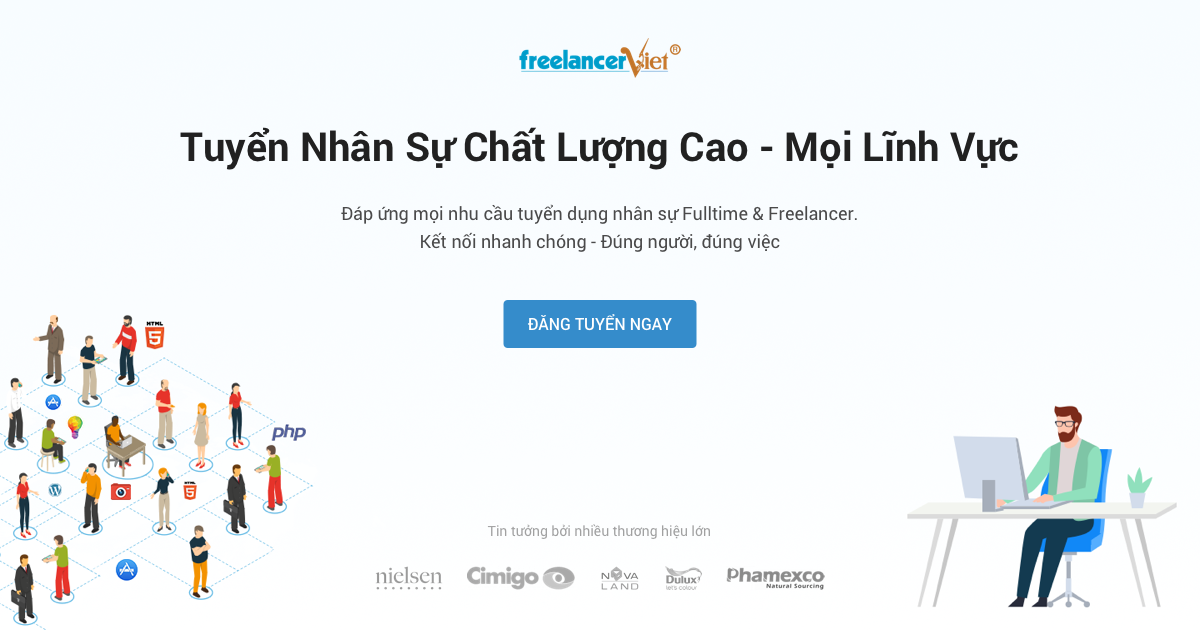 freelancerViet®
Tuyển Nhân Sự Chất Lượng Cao - Mọi Lĩnh Vực
Đáp ứng mọi nhu cầu tuyển dụng nhân sự Fulltime & Freelancer.
Kết nối nhanh chóng - Đúng người, đúng việc
ĐĂNG TUYỂN NGAY
HTML
5
php
HTML
5
Tin tưởng bởi nhiều thương hiệu lớn
nielsen
Cimigo
NOVA
LAND
Dulux
let's colour
Phamexco
Natural Sourcing